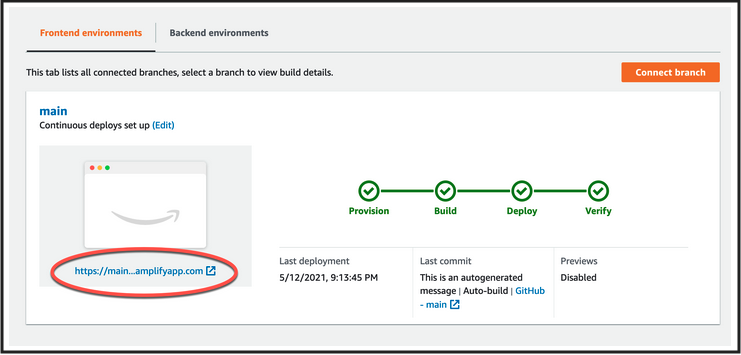 Frontend environments
Backend environments
This tab lists all connected branches, select a branch to view build details.
Connect branch
main
Continuous deploys set up (Edit)
https://main...amplifyapp.com
Provision
Build
Deploy
Verify
Last deployment
5/12/2021, 9:13:45 PM
Last commit
This is an autogenerated
message | Auto-build | GitHub
- main
Previews
Disabled